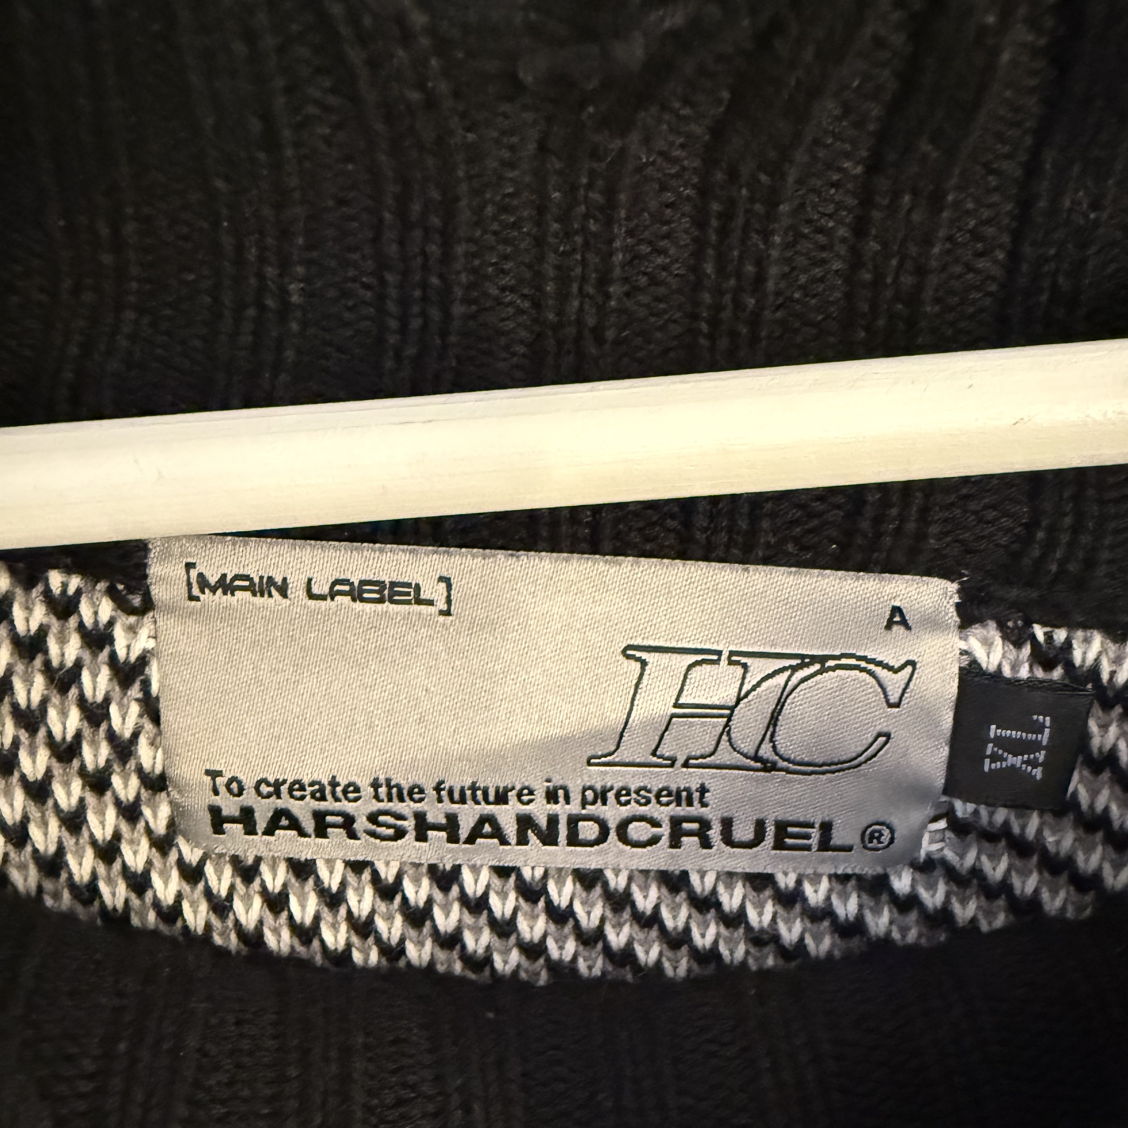 [MAIN LABEL]
A
HC
To create the future in present
HARSHANDCRUEL®
XL